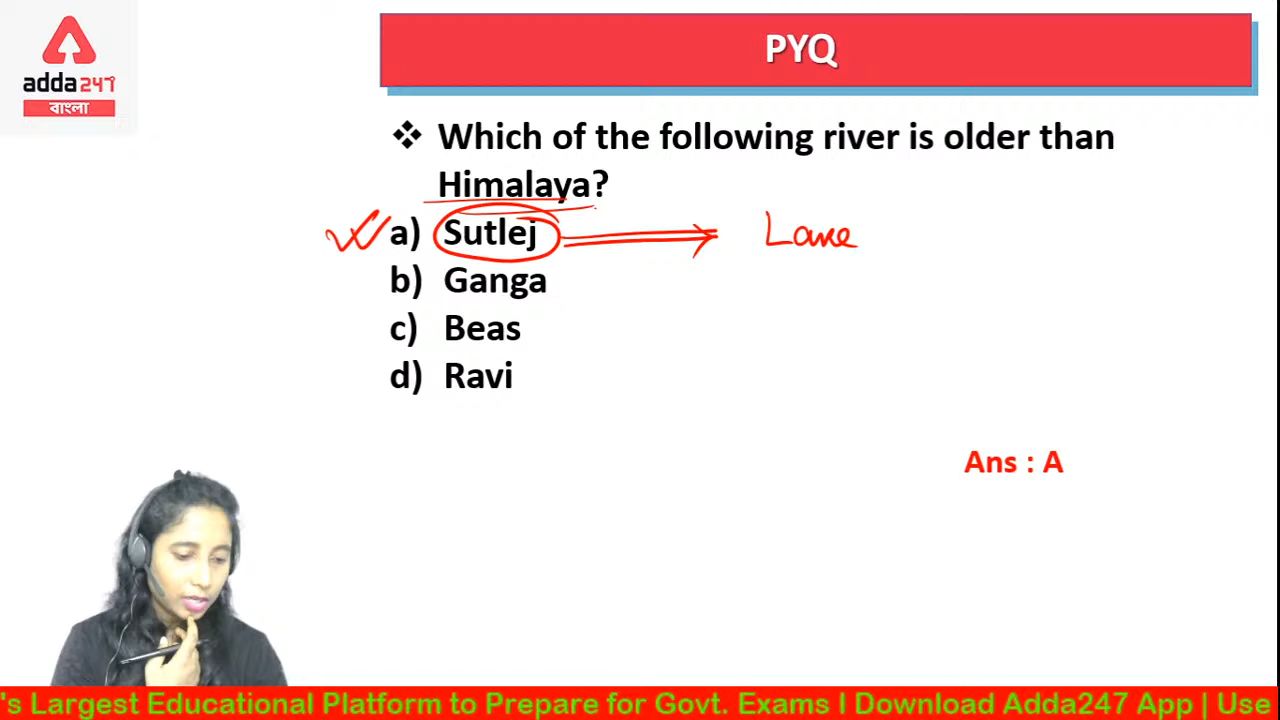 adda247
বাংলা
PYQ
❖ Which of the following river is older than
Himalaya?
a) Sutlej
b) Ganga
c) Beas
d) Ravi
Ans : A
's Largest Educational Platform to Prepare for Govt. Exams I Download Adda247 App | Use